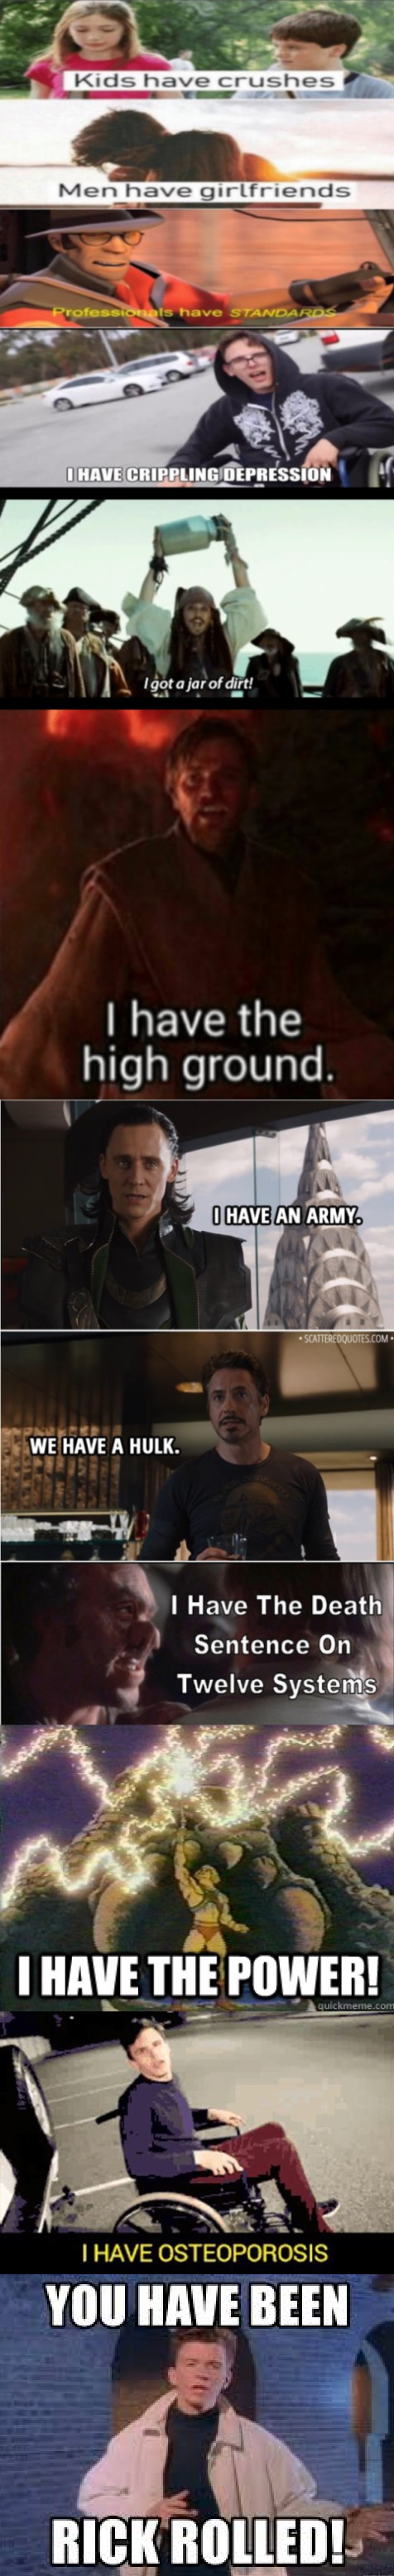 Kids have crushes
Men have girlfriends
Professionals have STANDARDS
I HAVE CRIPPLING DEPRESSION
I got a jar of dirt!
I have the
high ground.
I HAVE AN ARMY.
• SCATTEREDQUOTES.COM •
WE HAVE A HULK.
I Have The Death
Sentence On
Twelve Systems
I HAVE THE POWER!
quickmeme.com
I HAVE OSTEOPOROSIS
YOU HAVE BEEN
RICK ROLLED!